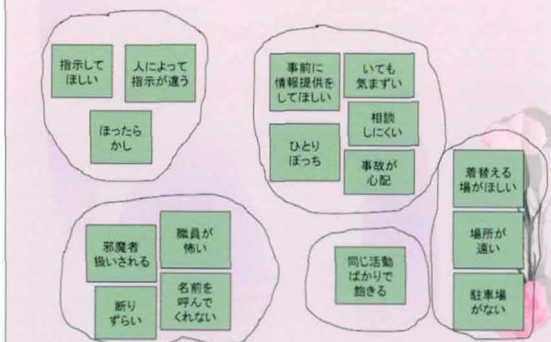 指示して
ほしい
人によって
指示が違う
ほったら
かし
事前に
情報提供を
してほしい
いても
気まずい
相談
しにくい
ひとり
ぼっち
事故が
心配
着替える
場がほしい
場所が
遠い
駐車場
がない
邪魔者
扱いされる
職員が
怖い
断り
ずらい
名前を
呼んで
くれない
同じ活動
ばかりで
飽きる